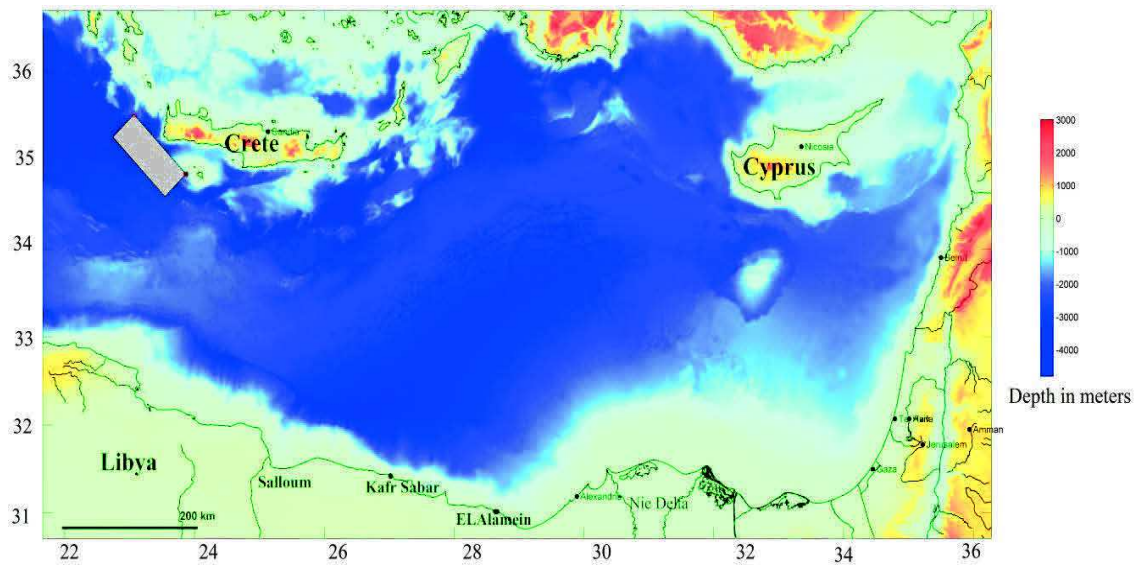 36
35
34
33
32
31
22
24
26
28
30
32
34
36
Crete
Cyprus
Nicosia
Beirut
Amman
Jerusalem
Gaza
Libya
Salloum
Kafr Sabar
ELAlamein
Alexandria
Nie Delta
200 km
3000
2000
1000
0
-1000
-2000
-3000
-4000
Depth in meters